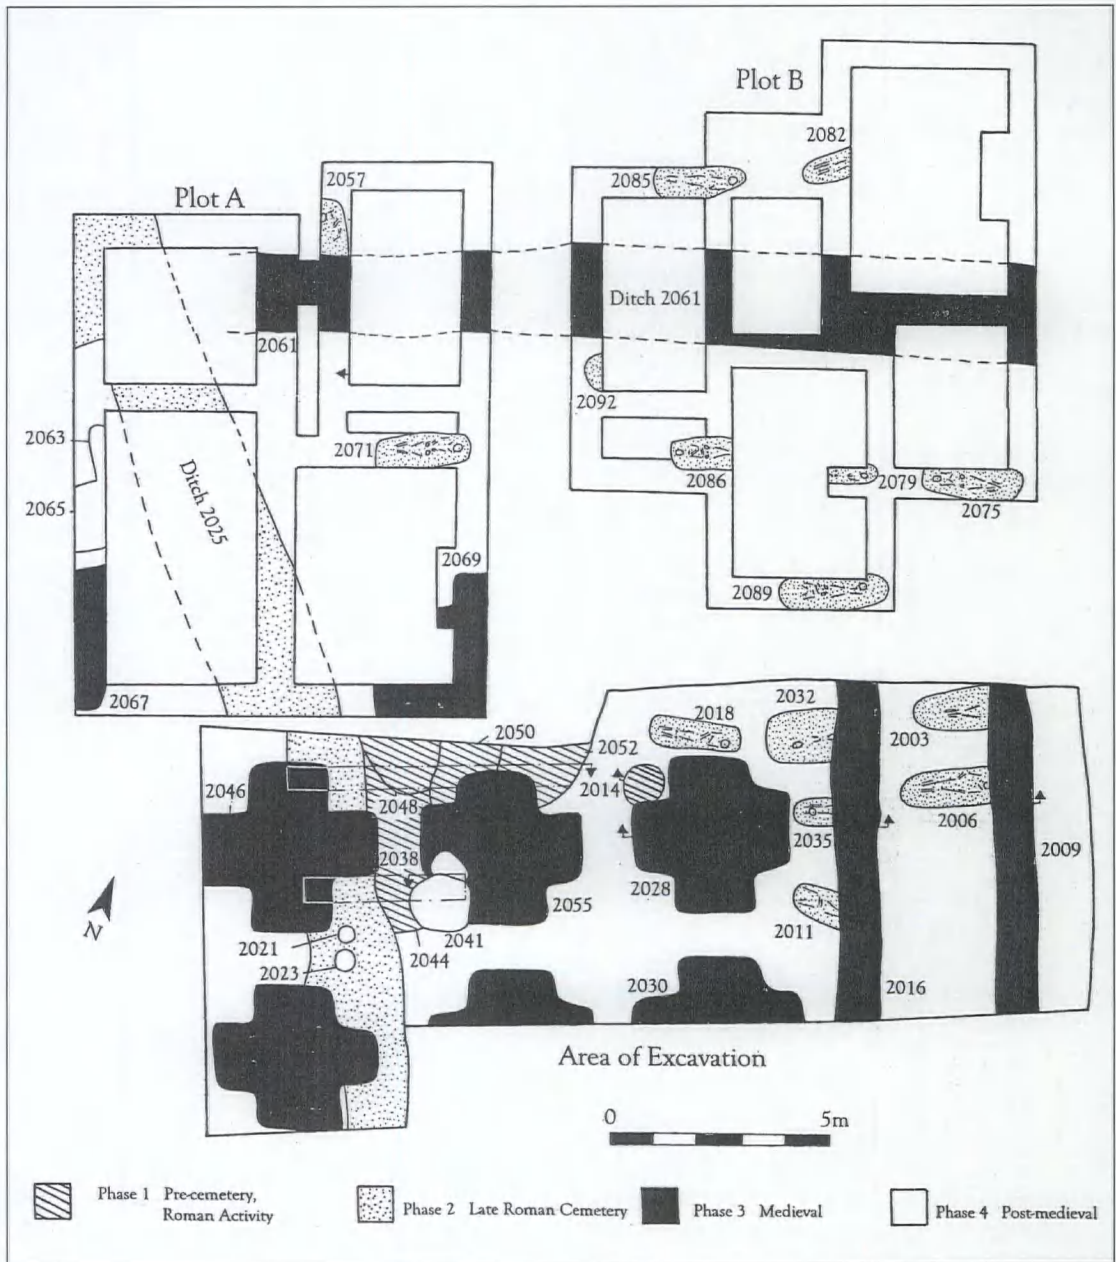 Plot B
2082
2057
2085
Plot A
Ditch 2061
2061
2092
2063
2071
2086
2079
2075
2065
Ditch 2025
2069
2089
2067
2032
2018
2050
2052
2003
2046
2014
2048
2006
2035
2038
2009
2028
2055
2011
2021
2041
2044
2023
2030
2016
N
Area of Excavation
0 5m
Phase 1 Pre-cemetery,
Roman Activity
Phase 2 Late Roman Cemetery
Phase 3 Medieval
Phase 4 Post-medieval